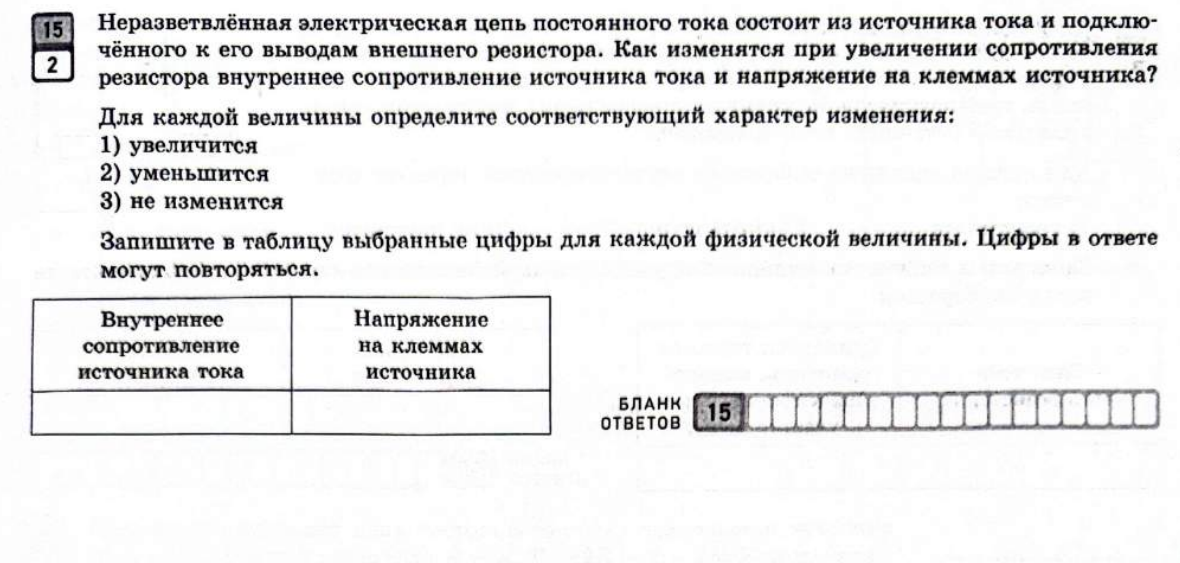 15
2
Неразветвлённая электрическая цепь постоянного тока состоит из источника тока и подклю-
чённого к его выводам внешнего резистора. Как изменятся при увеличении сопротивления
резистора внутреннее сопротивление источника тока и напряжение на клеммах источника?
Для каждой величины определите соответствующий характер изменения:
1) увеличится
2) уменьшится
3) не изменится
Запишите в таблицу выбранные цифры для каждой физической величины. Цифры в ответе
могут повторяться.
Внутреннее
сопротивление
источника тока
Напряжение
на клеммах
источника
БЛАНК
ОТВЕТОВ
15